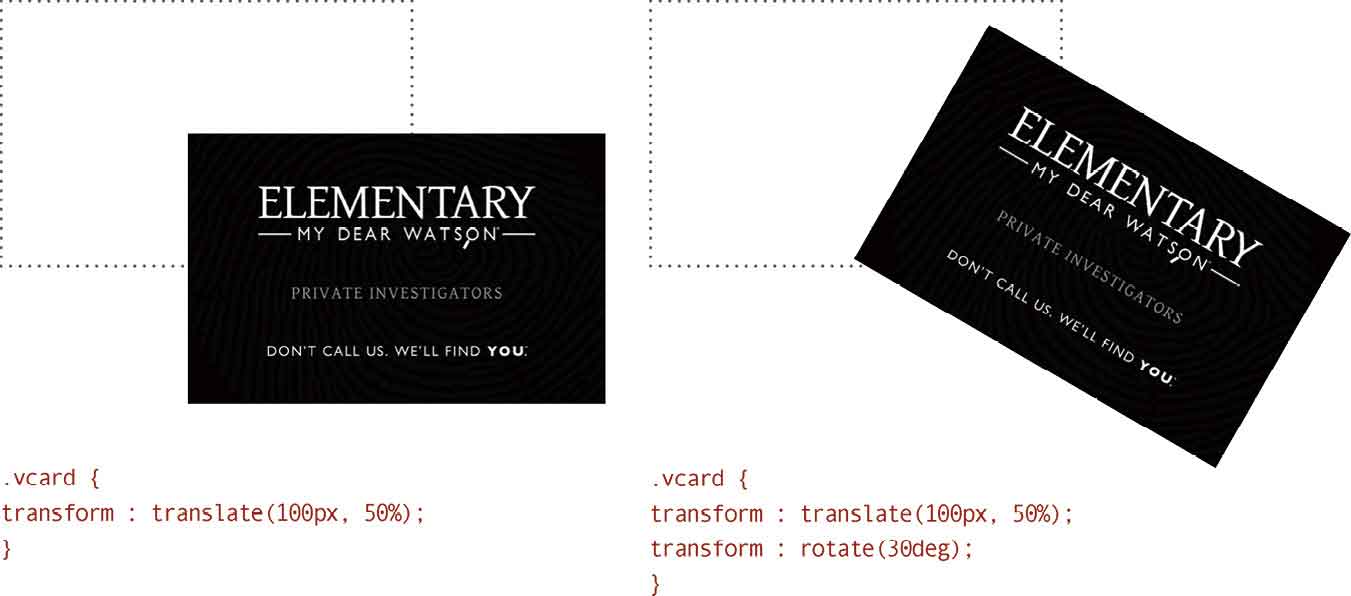 ELEMENTARY
MY DEAR WATSON
PRIVATE INVESTIGATORS
DON'T CALL US. WE'LL FIND YOU.
.vcard {
transform : translate(100px, 50%);
}
ELEMENTARY
MY DEAR WATSON
PRIVATE INVESTIGATORS
DON'T CALL US. WE'LL FIND YOU.
.vcard {
transform : translate(100px, 50%);
transform : rotate(30deg);
}